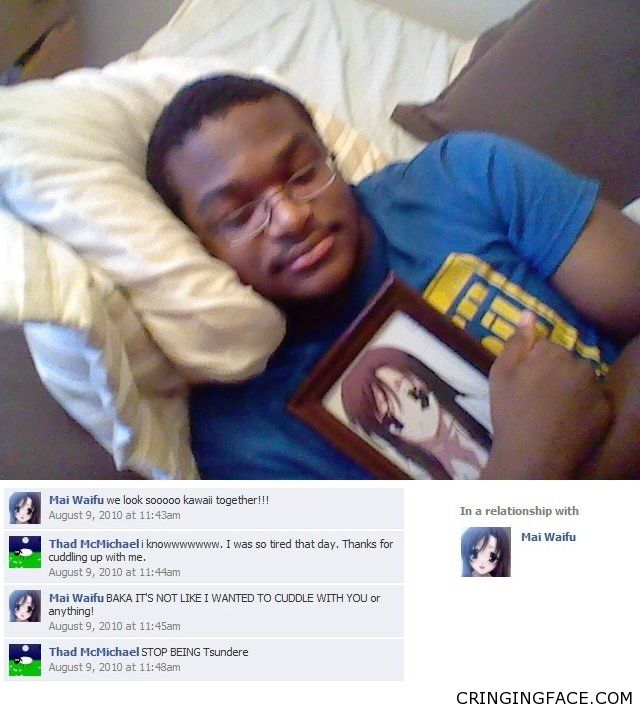 Mai Waifu we look sooooo kawaii together!!!
August 9, 2010 at 11:43am
Thad McMichael i knowwwwwww. I was so tired that day. Thanks for
cuddling up with me.
August 9, 2010 at 11:44am
Mai Waifu BAKA IT'S NOT LIKE I WANTED TO CUDDLE WITH YOU or
anything!
August 9, 2010 at 11:45am
Thad McMichael STOP BEING Tsundere
August 9, 2010 at 11:48am
In a relationship with
Mai Waifu
CRINGINGFACE.COM